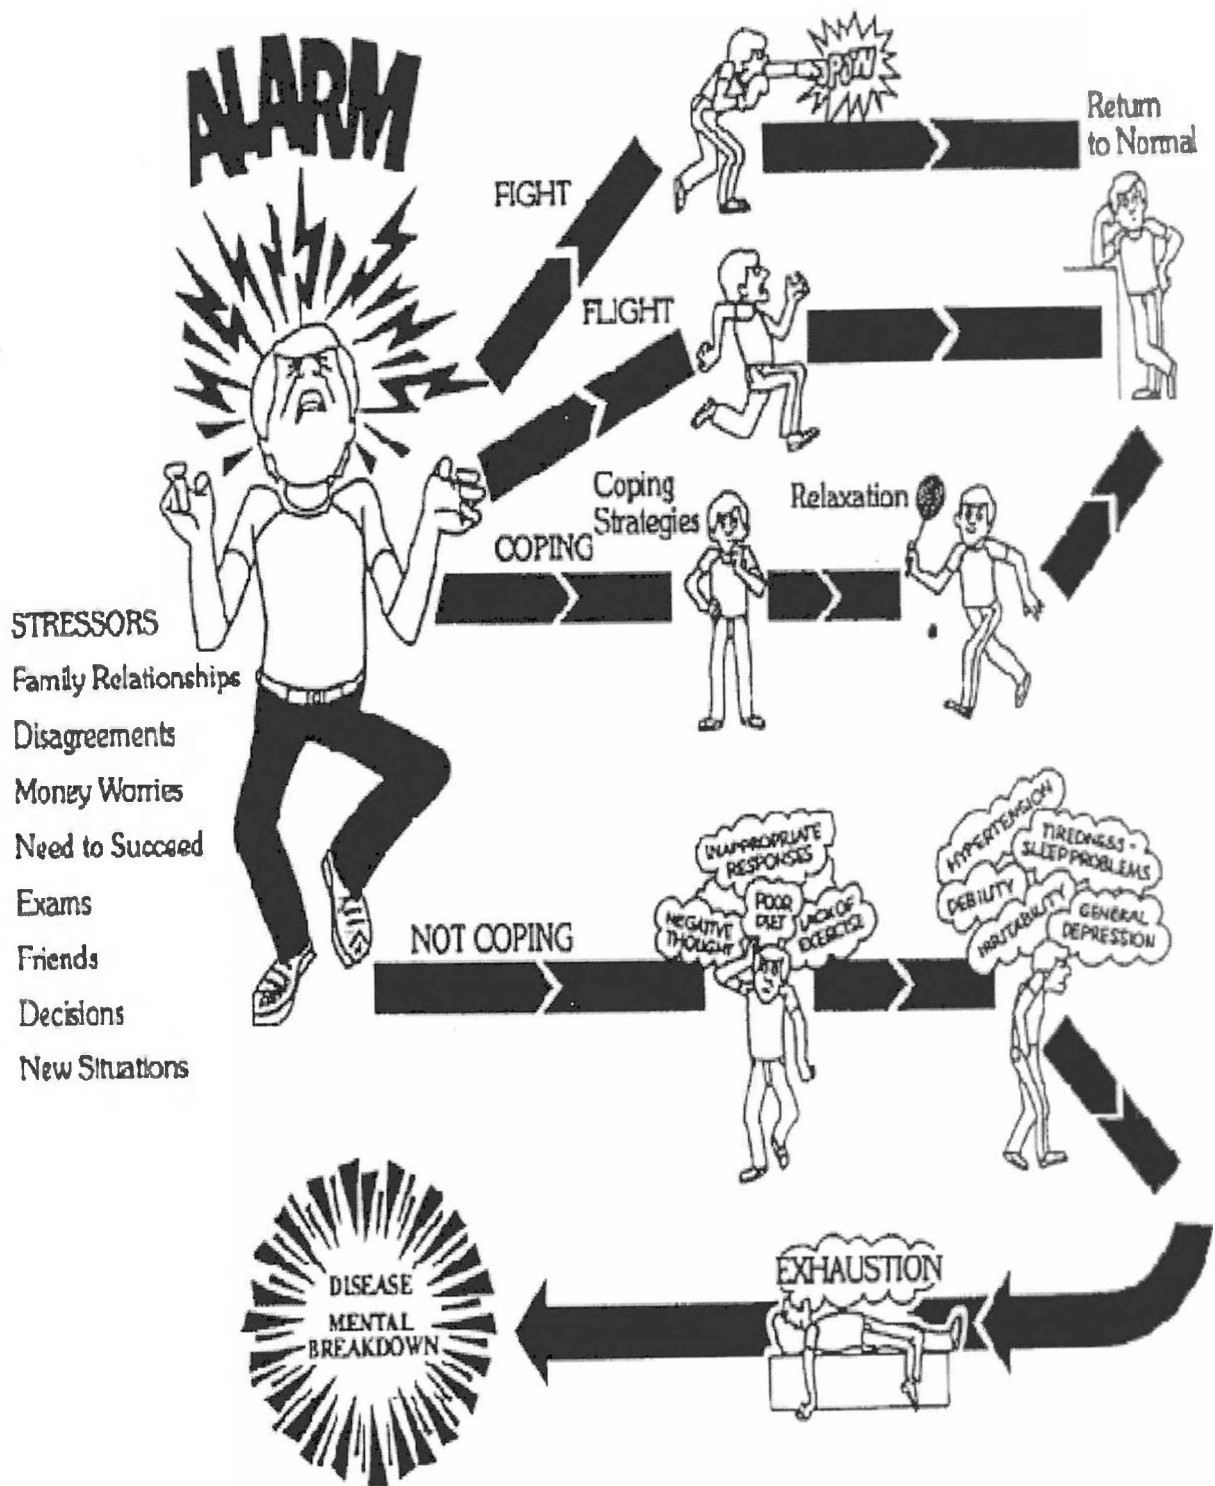 ALARM
FIGHT
POW
Return
to Normal
FLIGHT
COPING
Coping
Strategies
Relaxation
STRESSORS
Family Relationships
Disagreements
Money Worries
Need to Succeed
Exams
Friends
Decisions
New Situations
NOT COPING
INAPPROPRIATE
RESPONSES
NEGATIVE
THOUGHT
POOR
DIET
LACK OF
EXERCISE
HYPERTENSION
TIREDNESS -
SLEEP PROBLEMS
DEBILITY
IRRITABILITY
GENERAL
DEPRESSION
EXHAUSTION
DISEASE
MENTAL
BREAKDOWN